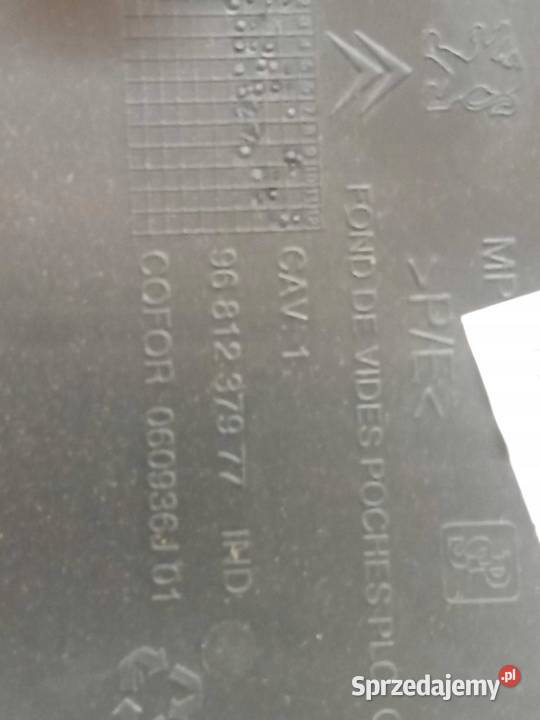 MP
>P/E<
FOND DE VIDES POCHES PLC
CAV. 1
96 812 379 77 IND.
COFOR 060936J 01
Sprzedajemy.pl